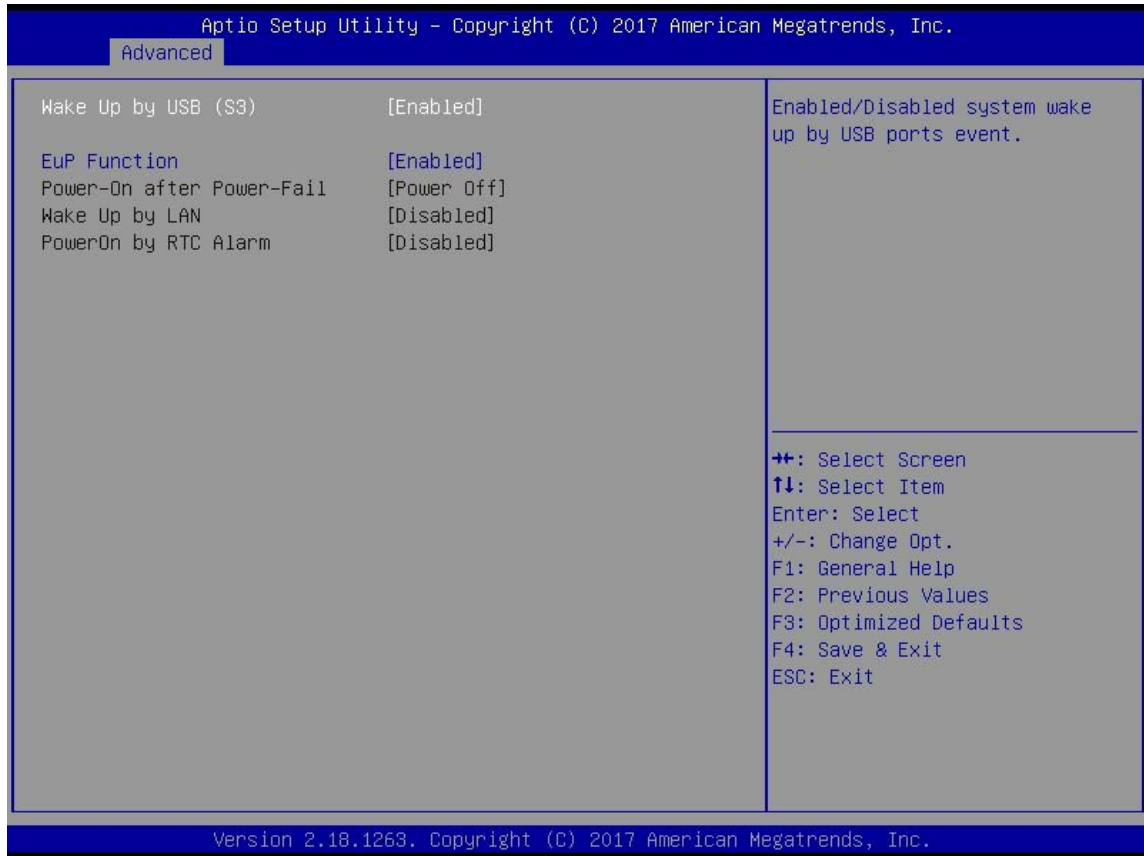 Aptio Setup Utility – Copyright (C) 2017 American Megatrends, Inc.
Advanced
Wake Up by USB (S3) [Enabled]
EuP Function [Enabled]
Power-On after Power-Fail [Power Off]
Wake Up by LAN [Disabled]
PowerOn by RTC Alarm [Disabled]
Enabled/Disabled system wake
up by USB ports event.
→←: Select Screen
↑↓: Select Item
Enter: Select
+/-: Change Opt.
F1: General Help
F2: Previous Values
F3: Optimized Defaults
F4: Save & Exit
ESC: Exit
Version 2.18.1263. Copyright (C) 2017 American Megatrends, Inc.